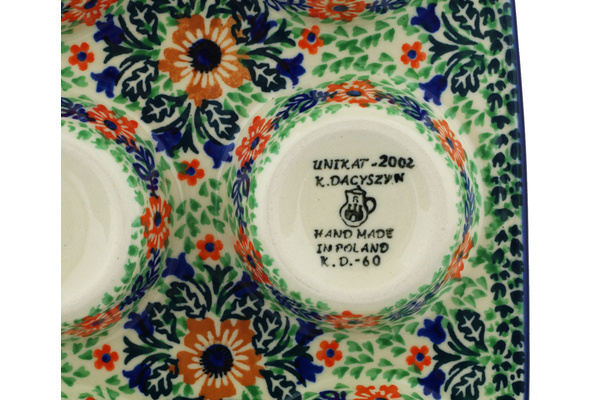 UNIKAT-2002
K. DACYSZYN
HAND MADE
IN POLAND
K. D.-60